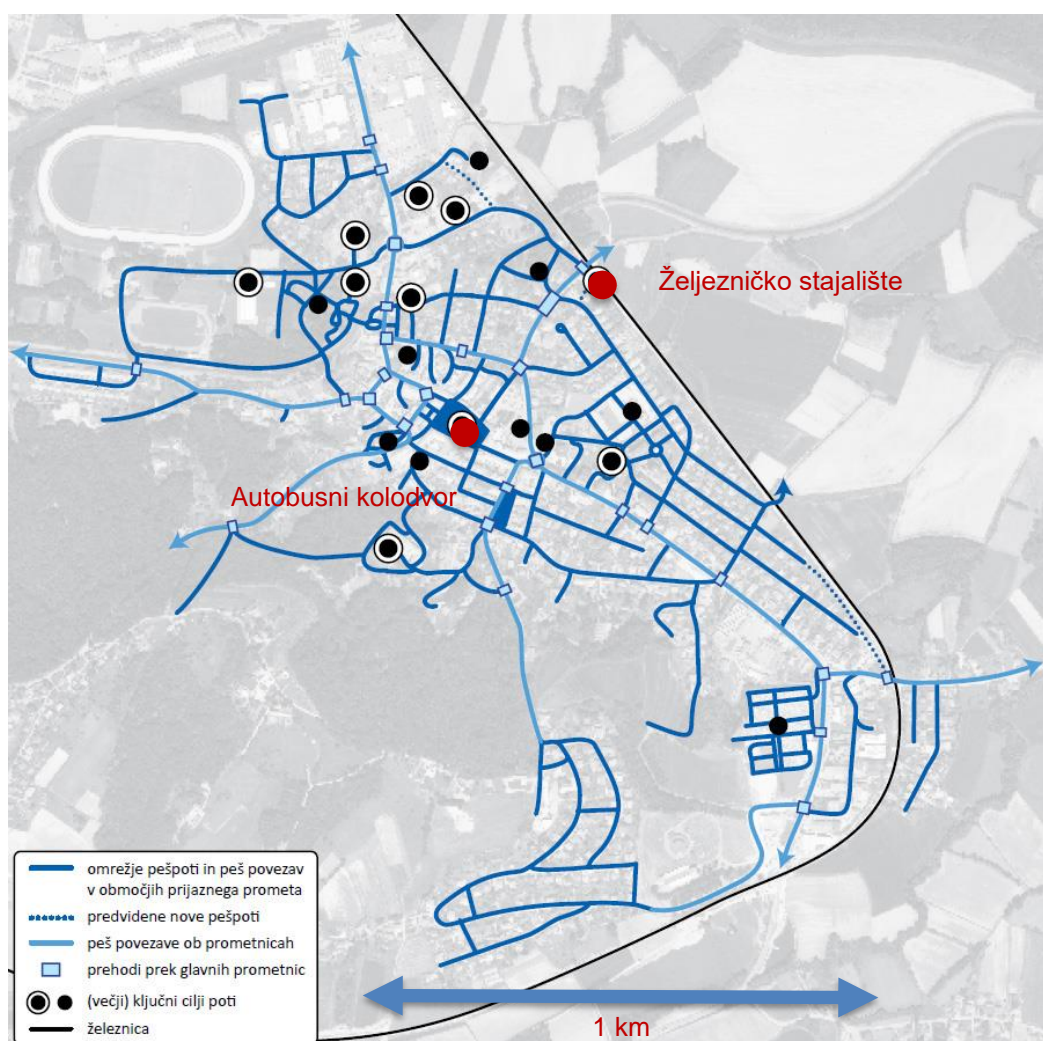 Željezničko stajalište
Autobusni kolodvor
omrežje pešpoti in peš povezav
v območjih prijaznega prometa
predvidene nove pešpoti
peš povezave ob prometnicah
prehodi prek glavnih prometnic
(večji) ključni cilji poti
železnica
1 km